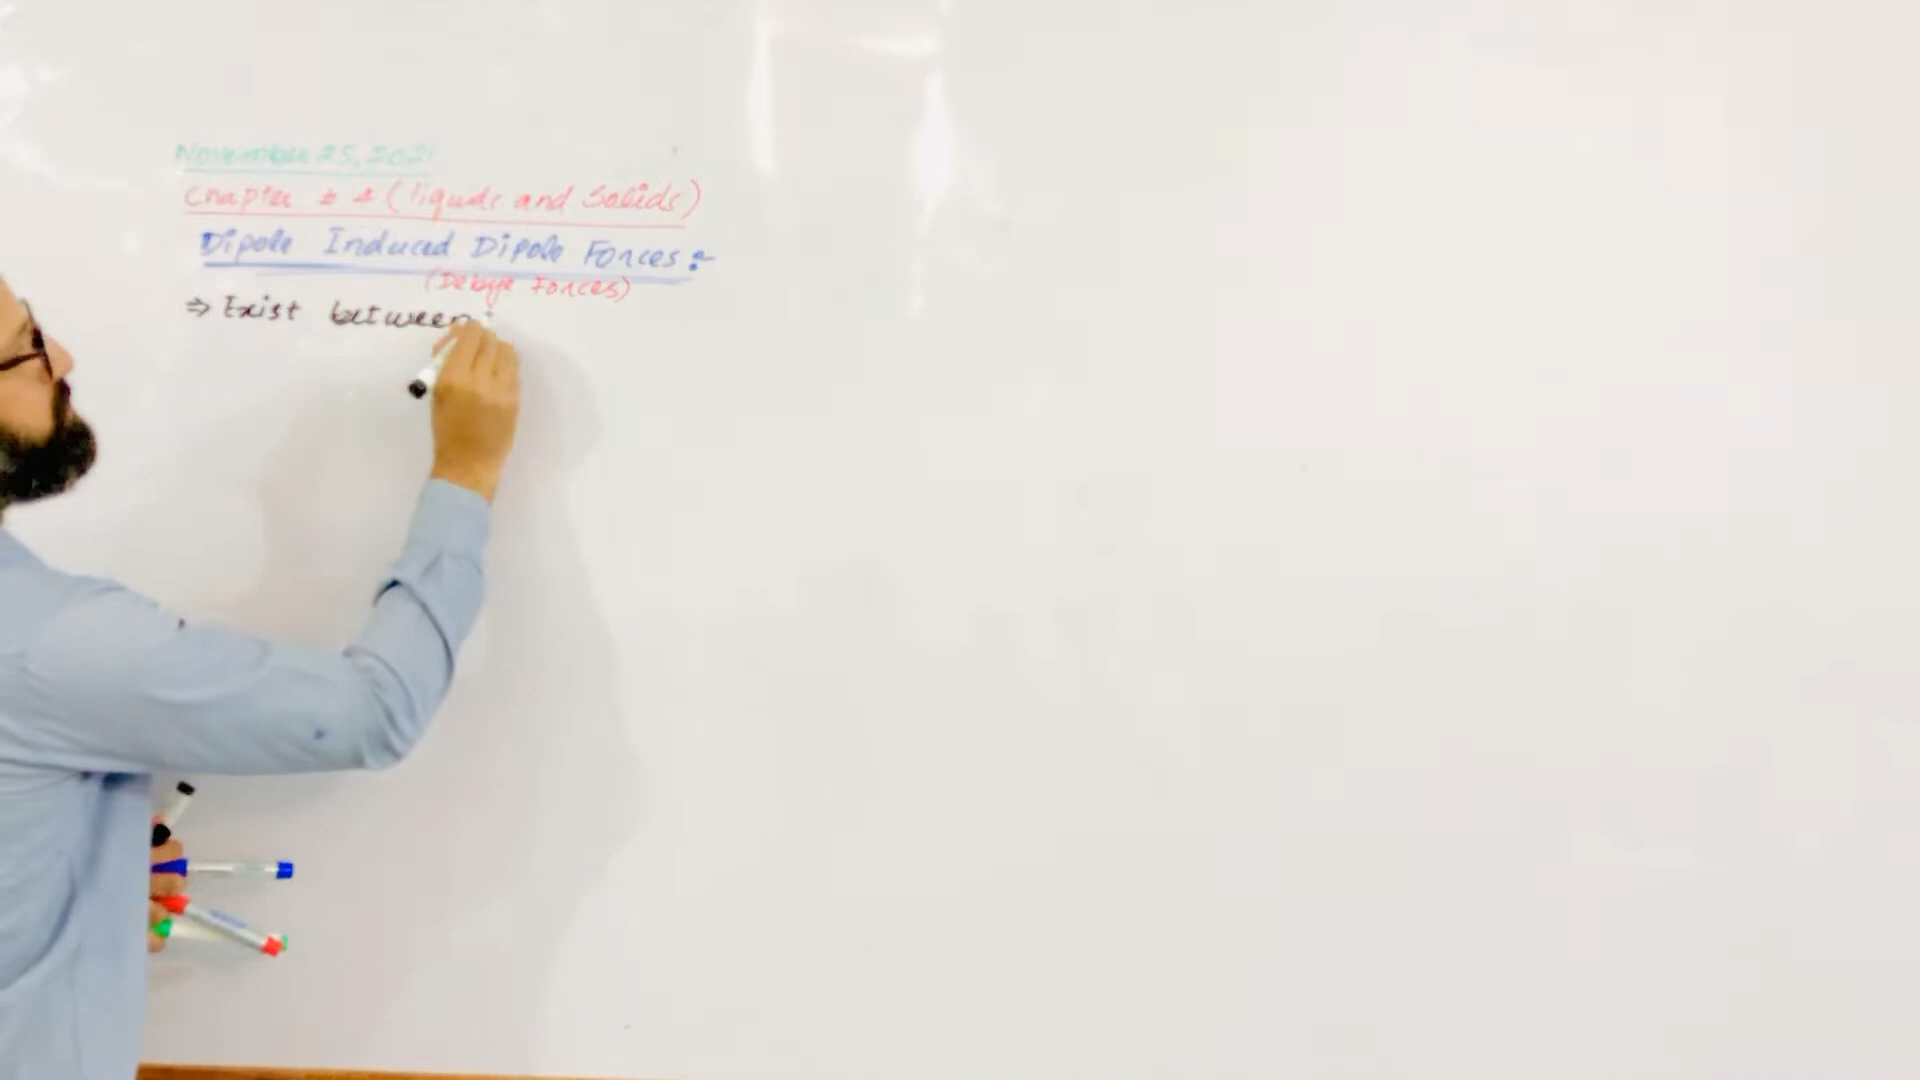 November 25, 2021
Chapter # 4 (liquids and Solids)
Dipole Induced Dipole Forces:-
(Debye Forces)
⇒ Exist between